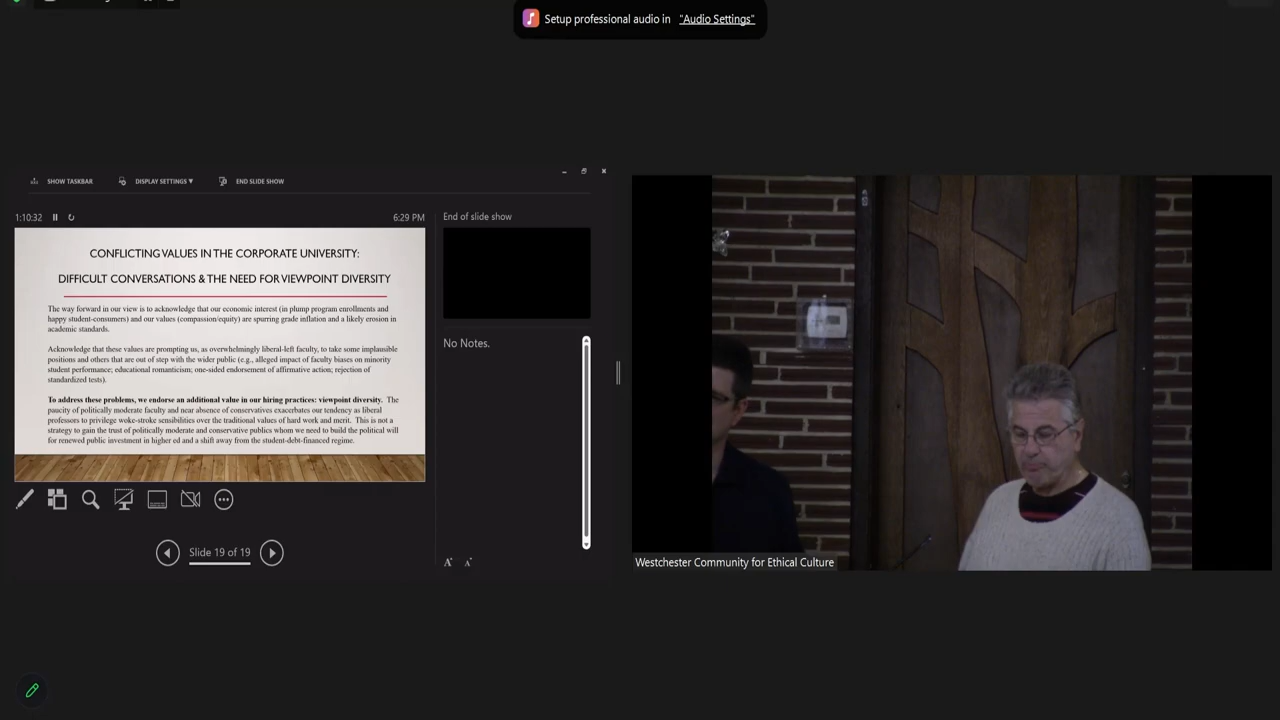 Setup professional audio in "Audio Settings"
SHOW TASKBAR
DISPLAY SETTINGS ▼
END SLIDE SHOW
1:10:32
6:29 PM
End of slide show
CONFLICTING VALUES IN THE CORPORATE UNIVERSITY:
DIFFICULT CONVERSATIONS & THE NEED FOR VIEWPOINT DIVERSITY
The way forward in our view is to acknowledge that our economic interest (in plump program enrollments and
happy student-consumers) and our values (compassion/equity) are spurring grade inflation and a likely erosion in
academic standards.
Acknowledge that these values are prompting us, as overwhelmingly liberal-left faculty, to take some implausible
positions and others that are out of step with the wider public (e.g., alleged impact of faculty biases on minority
student performance; educational romanticism; one-sided endorsement of affirmative action; rejection of
standardized tests).
To address these problems, we endorse an additional value in our hiring practices: viewpoint diversity. The
paucity of politically moderate faculty and near absence of conservatives exacerbates our tendency as liberal
professors to privilege woke-stroke sensibilities over the traditional values of hard work and merit. This is not a
strategy to gain the trust of politically moderate and conservative publics whom we need to build the political will
for renewed public investment in higher ed and a shift away from the student-debt-financed regime.
No Notes.
Slide 19 of 19
A A
Westchester Community for Ethical Culture